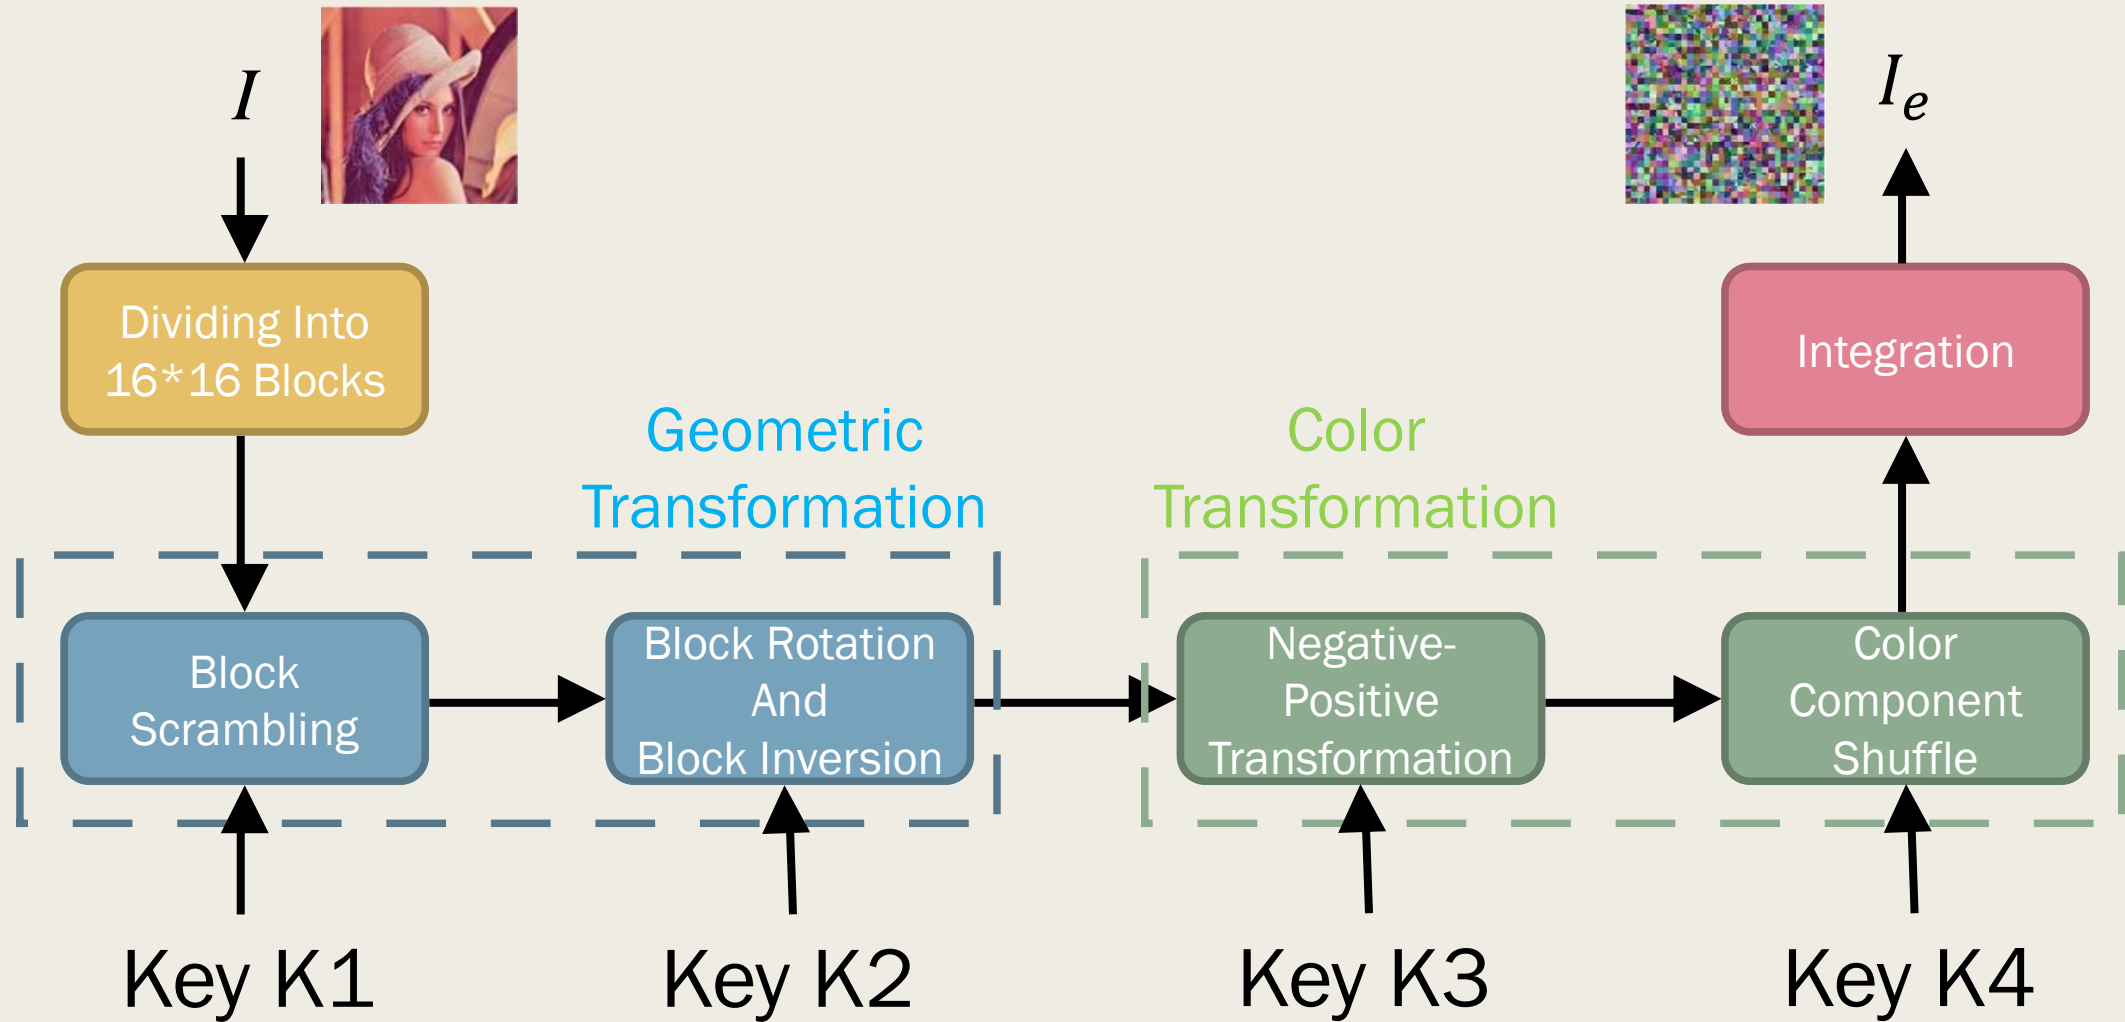 I
I_e
Dividing Into
16*16 Blocks
Integration
Geometric
Transformation
Color
Transformation
Block
Scrambling
Block Rotation
And
Block Inversion
Negative-
Positive
Transformation
Color
Component
Shuffle
Key K1
Key K2
Key K3
Key K4